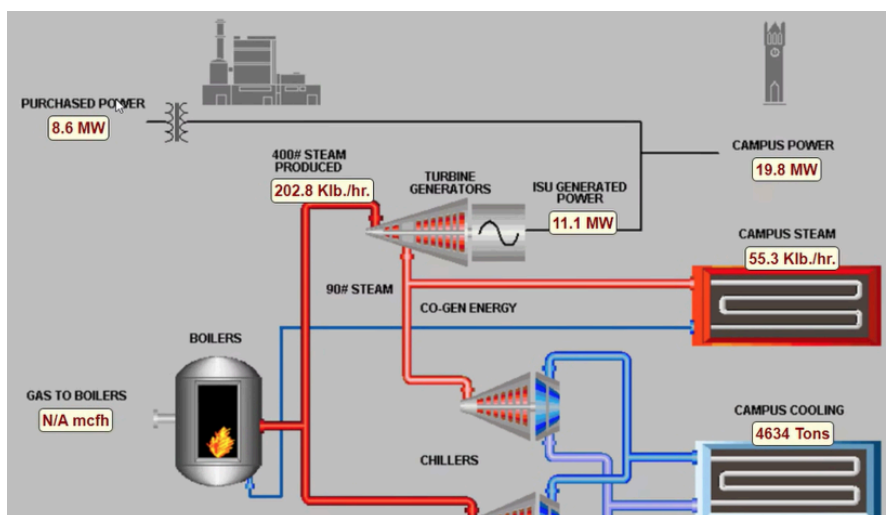 PURCHASED POWER
8.6 MW
400# STEAM
PRODUCED
202.8 Klb./hr.
TURBINE
GENERATORS
ISU GENERATED
POWER
11.1 MW
CAMPUS POWER
19.8 MW
CAMPUS STEAM
55.3 Klb./hr.
90# STEAM
CO-GEN ENERGY
BOILERS
GAS TO BOILERS
N/A mcfh
CHILLERS
CAMPUS COOLING
4634 Tons